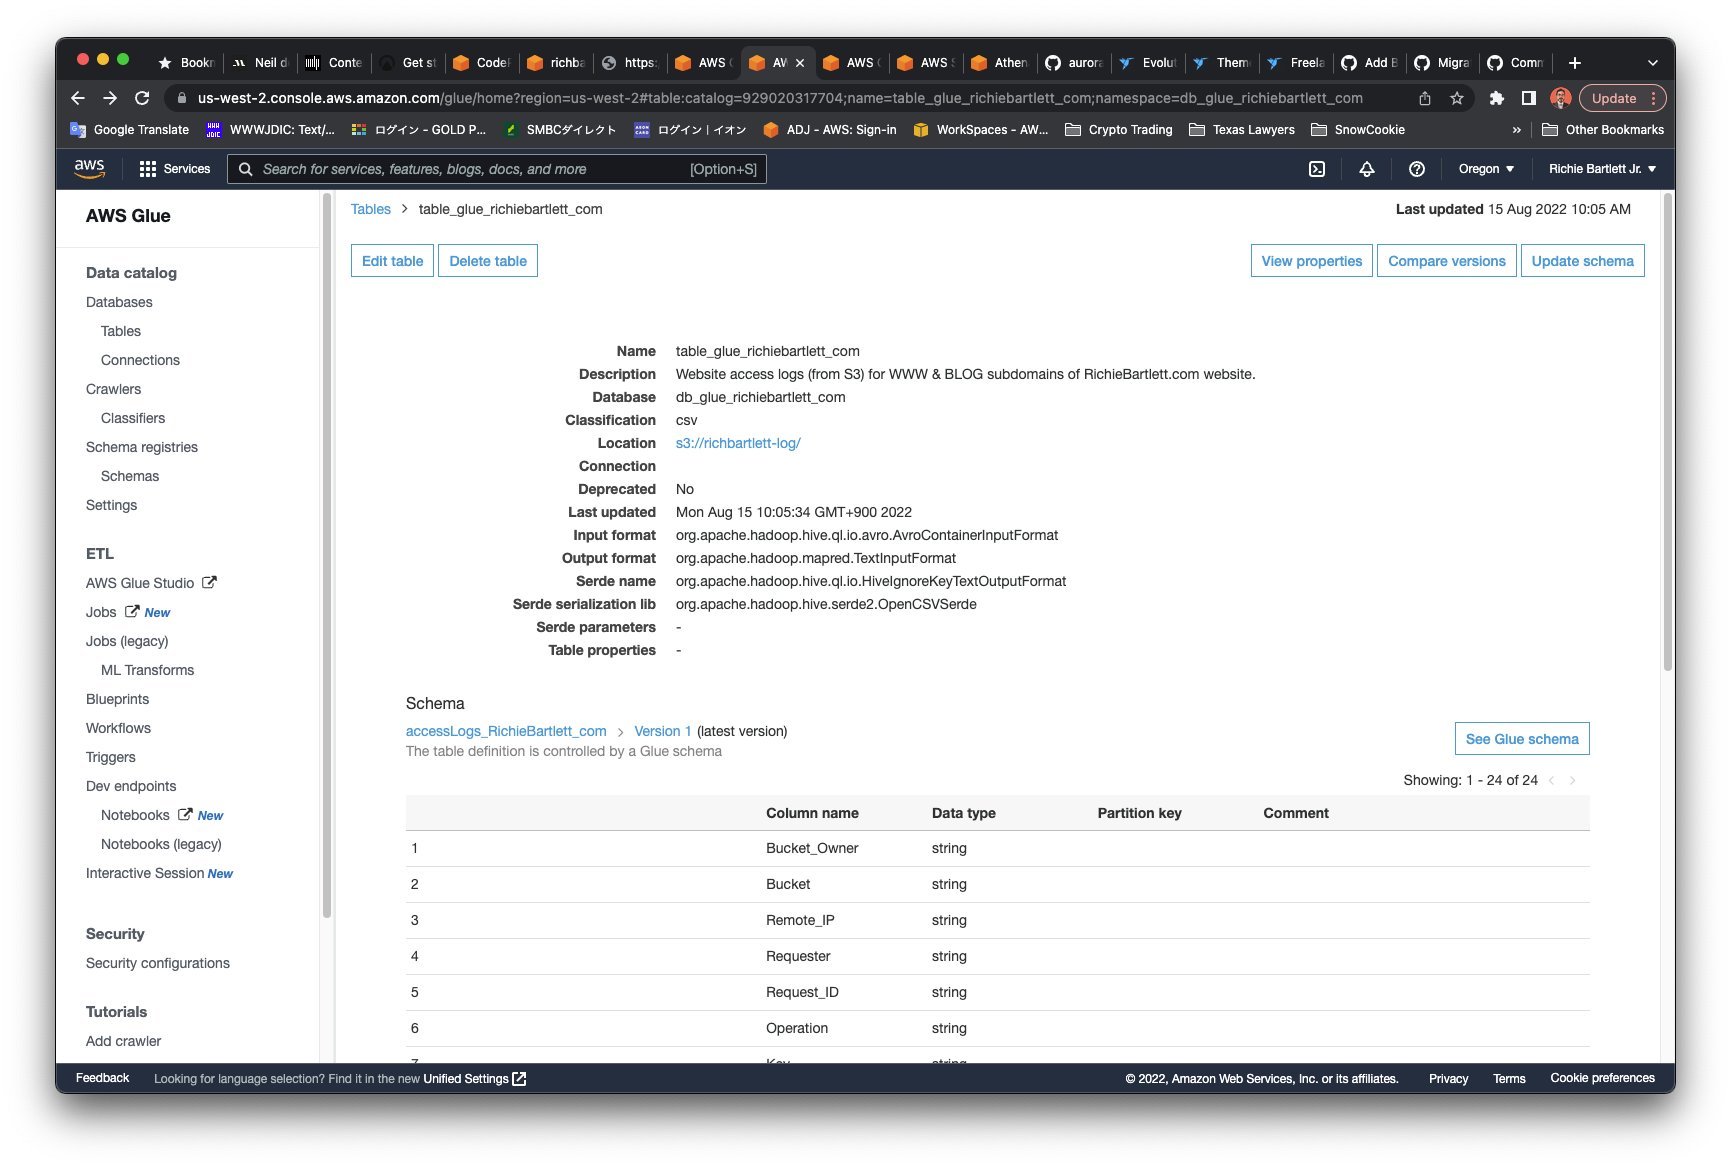 Bookn
Neil d
Conte
Get st
Code
richba
https:
AWS
AW
AWS
AWS S
Athen
aurora
Evolut
Them
Freela
Add B
Migra
Comm
us-west-2.console.aws.amazon.com/glue/home?region=us-west-2#table:catalog=929020317704;name=table_glue_richiebartlett_com;namespace=db_glue_richiebartlett_com
Update
Google Translate
WWWJDIC: Text/...
ログイン - GOLD P...
SMBCダイレクト
ログイン | イオン
ADJ - AWS: Sign-in
WorkSpaces - AW...
Crypto Trading
Texas Lawyers
SnowCookie
»
Other Bookmarks
aws
Services
Search for services, features, blogs, docs, and more [Option+S]
Oregon
Richie Bartlett Jr.
AWS Glue
Data catalog
Databases
Tables
Connections
Crawlers
Classifiers
Schema registries
Schemas
Settings
ETL
AWS Glue Studio
Jobs New
Jobs (legacy)
ML Transforms
Blueprints
Workflows
Triggers
Dev endpoints
Notebooks New
Notebooks (legacy)
Interactive Session New
Security
Security configurations
Tutorials
Add crawler
Tables > table_glue_richiebartlett_com
Last updated 15 Aug 2022 10:05 AM
Edit table
Delete table
View properties
Compare versions
Update schema
Name table_glue_richiebartlett_com
Description Website access logs (from S3) for WWW & BLOG subdomains of RichieBartlett.com website.
Database db_glue_richiebartlett_com
Classification csv
Location s3://richbartlett-log/
Connection
Deprecated No
Last updated Mon Aug 15 10:05:34 GMT+900 2022
Input format org.apache.hadoop.hive.ql.io.avro.AvroContainerInputFormat
Output format org.apache.hadoop.mapred.TextInputFormat
Serde name org.apache.hadoop.hive.ql.io.HiveIgnoreKeyTextOutputFormat
Serde serialization lib org.apache.hadoop.hive.serde2.OpenCSVSerde
Serde parameters -
Table properties -
Schema
accessLogs_RichieBartlett_com > Version 1 (latest version)
The table definition is controlled by a Glue schema
See Glue schema
Showing: 1 - 24 of 24 < >
Column name Data type Partition key Comment
1 Bucket_Owner string
2 Bucket string
3 Remote_IP string
4 Requester string
5 Request_ID string
6 Operation string
7 Key string
Feedback
Looking for language selection? Find it in the new Unified Settings
© 2022, Amazon Web Services, Inc. or its affiliates.
Privacy
Terms
Cookie preferences